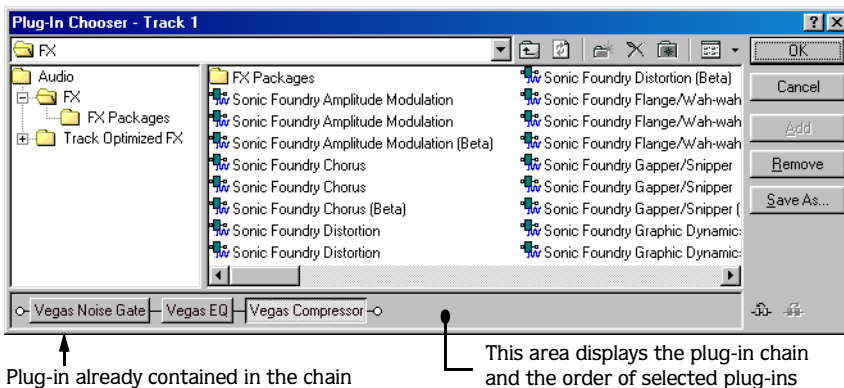 Plug-In Chooser - Track 1
FX
OK
Cancel
Add
Remove
Save As...
Audio
FX
FX Packages
Track Optimized FX
FX Packages
Sonic Foundry Amplitude Modulation
Sonic Foundry Amplitude Modulation
Sonic Foundry Amplitude Modulation (Beta)
Sonic Foundry Chorus
Sonic Foundry Chorus
Sonic Foundry Chorus (Beta)
Sonic Foundry Distortion
Sonic Foundry Distortion
Sonic Foundry Distortion (Beta)
Sonic Foundry Flange/Wah-wah
Sonic Foundry Flange/Wah-wah
Sonic Foundry Flange/Wah-wah
Sonic Foundry Gapper/Snipper
Sonic Foundry Gapper/Snipper
Sonic Foundry Gapper/Snipper (
Sonic Foundry Graphic Dynamic
Sonic Foundry Graphic Dynamic
Vegas Noise Gate
Vegas EQ
Vegas Compressor
Plug-in already contained in the chain
This area displays the plug-in chain
and the order of selected plug-ins